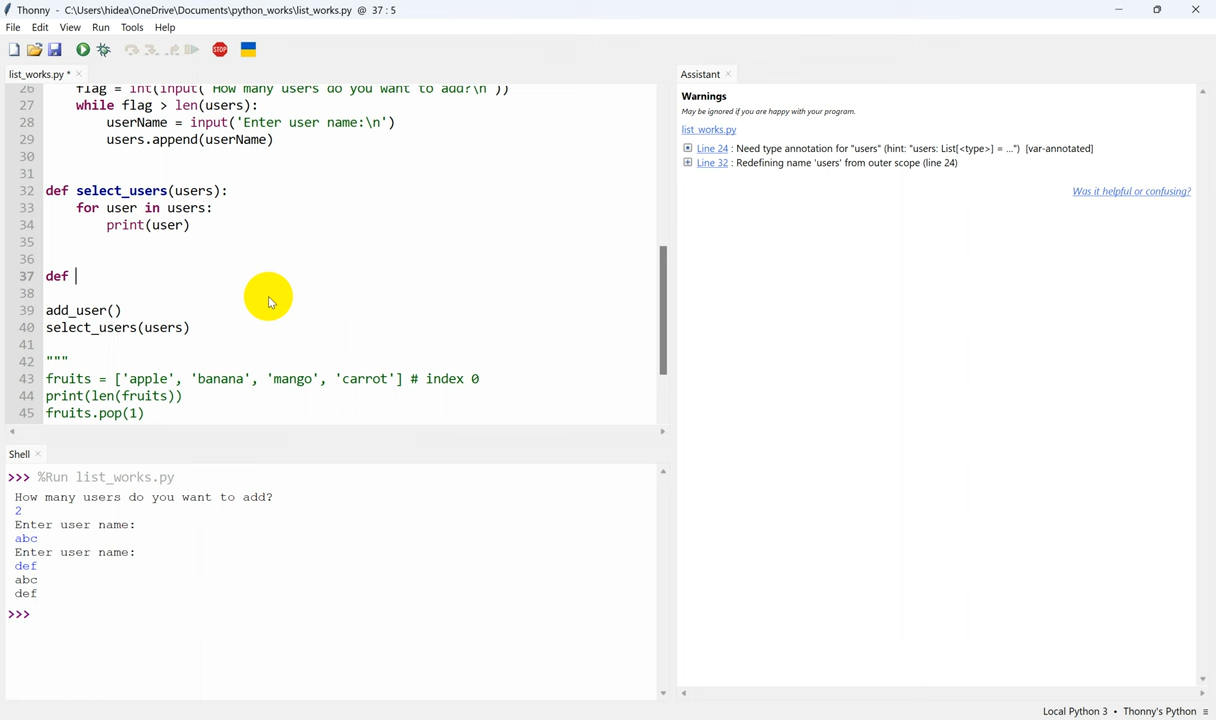 Thonny - C:\Users\hidea\OneDrive\Documents\python_works\list_works.py @ 37 : 5
File Edit View Run Tools Help
STOP
list_works.py * ×
26 flag = int(input('How many users do you want to add?\n'))
27 while flag > len(users):
28 userName = input('Enter user name:\n')
29 users.append(userName)
30
31
32 def select_users(users):
33 for user in users:
34 print(user)
35
36
37 def
38
39 add_user()
40 select_users(users)
41
42 """
43 fruits = ['apple', 'banana', 'mango', 'carrot'] # index 0
44 print(len(fruits))
45 fruits.pop(1)
Shell ×
>>> %Run list_works.py
How many users do you want to add?
2
Enter user name:
abc
Enter user name:
def
abc
def
>>>
Assistant ×
Warnings
May be ignored if you are happy with your program.
list_works.py
Line 24 : Need type annotation for "users" (hint: "users: List[<type>] = ...") [var-annotated]
Line 32 : Redefining name 'users' from outer scope (line 24)
Was it helpful or confusing?
Local Python 3 • Thonny's Python ≡